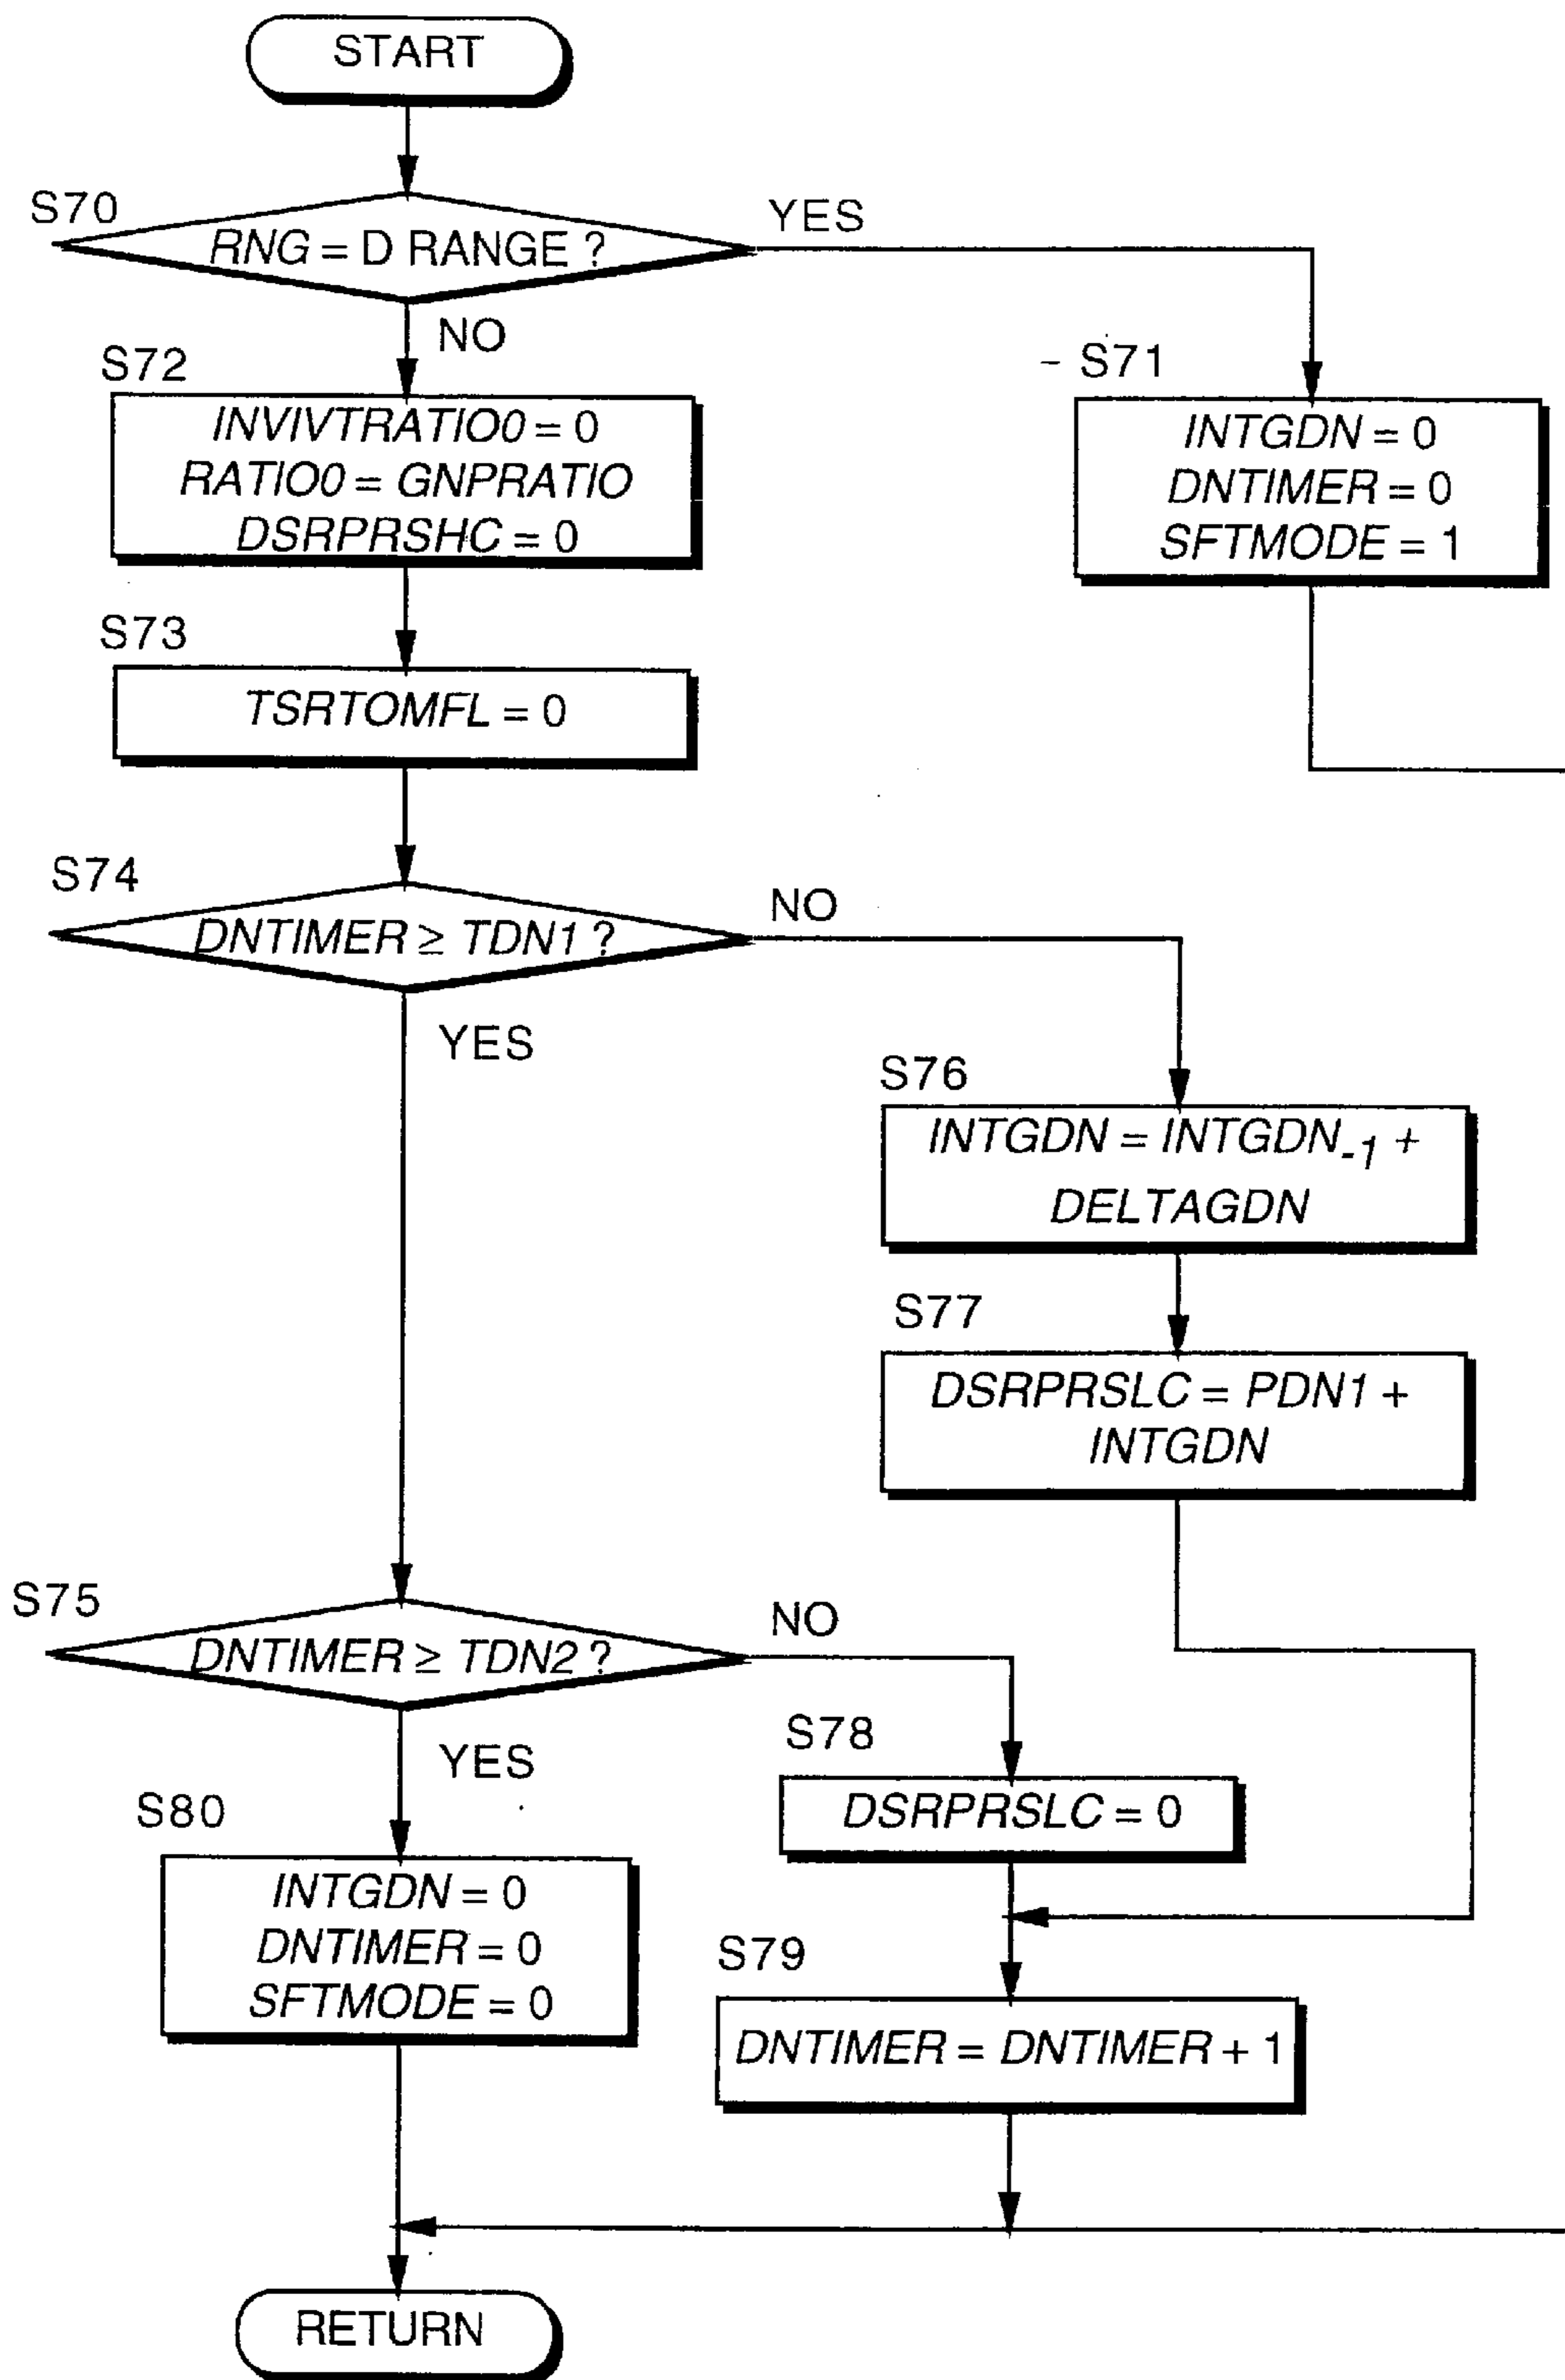 START
S70
RNG = D RANGE ?
YES
NO
S72
INVIVTRATIO0 = 0
RATIO0 = GNPRATIO
DSRPRSHC = 0
S71
INTGDN = 0
DNTIMER = 0
SFTMODE = 1
S73
TSRTOMFL = 0
S74
DNTIMER ≥ TDN1 ?
NO
YES
S76
INTGDN = INTGDN-1 +
DELTAGDN
S77
DSRPRSLC = PDN1 +
INTGDN
S75
DNTIMER ≥ TDN2 ?
NO
YES
S78
DSRPRSLC = 0
S80
INTGDN = 0
DNTIMER = 0
SFTMODE = 0
S79
DNTIMER = DNTIMER + 1
RETURN